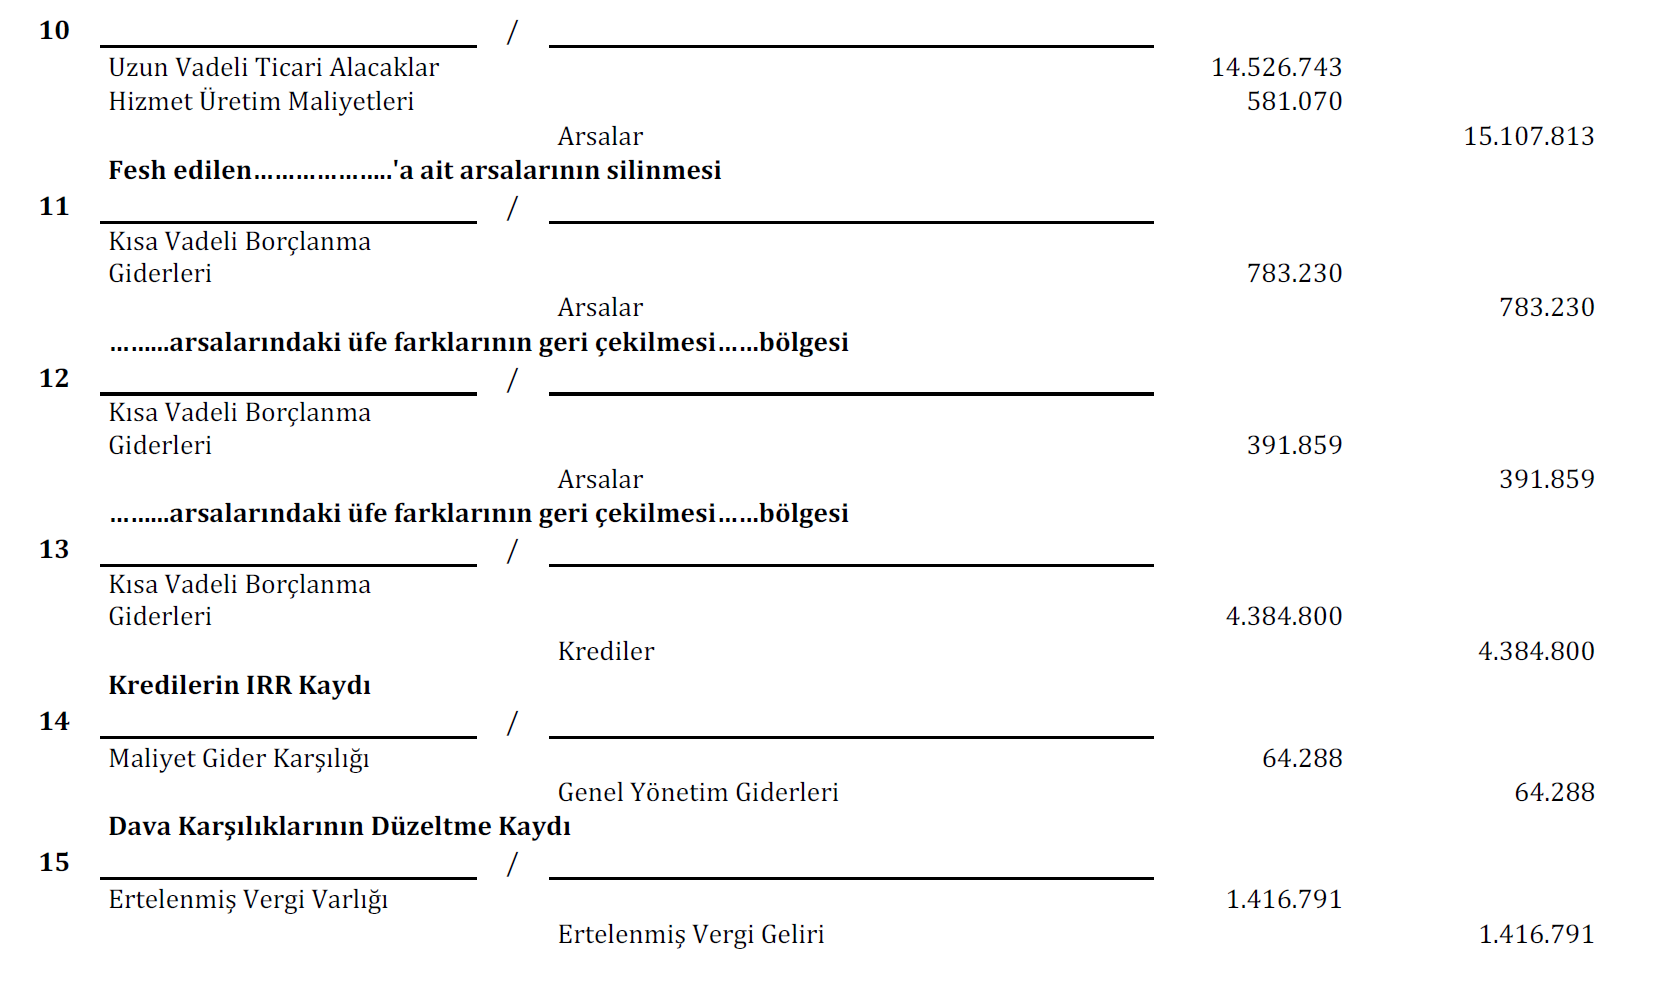 10 /
Uzun Vadeli Ticari Alacaklar 14.526.743
Hizmet Üretim Maliyetleri 581.070
Arsalar 15.107.813
Fesh edilen………………..'a ait arsalarının silinmesi
11 /
Kısa Vadeli Borçlanma
Giderleri 783.230
Arsalar 783.230
………arsalarındaki üfe farklarının geri çekilmesi……bölgesi
12 /
Kısa Vadeli Borçlanma
Giderleri 391.859
Arsalar 391.859
………arsalarındaki üfe farklarının geri çekilmesi……bölgesi
13 /
Kısa Vadeli Borçlanma
Giderleri 4.384.800
Krediler 4.384.800
Kredilerin IRR Kaydı
14 /
Maliyet Gider Karşılığı 64.288
Genel Yönetim Giderleri 64.288
Dava Karşılıklarının Düzeltme Kaydı
15 /
Ertelenmiş Vergi Varlığı 1.416.791
Ertelenmiş Vergi Geliri 1.416.791